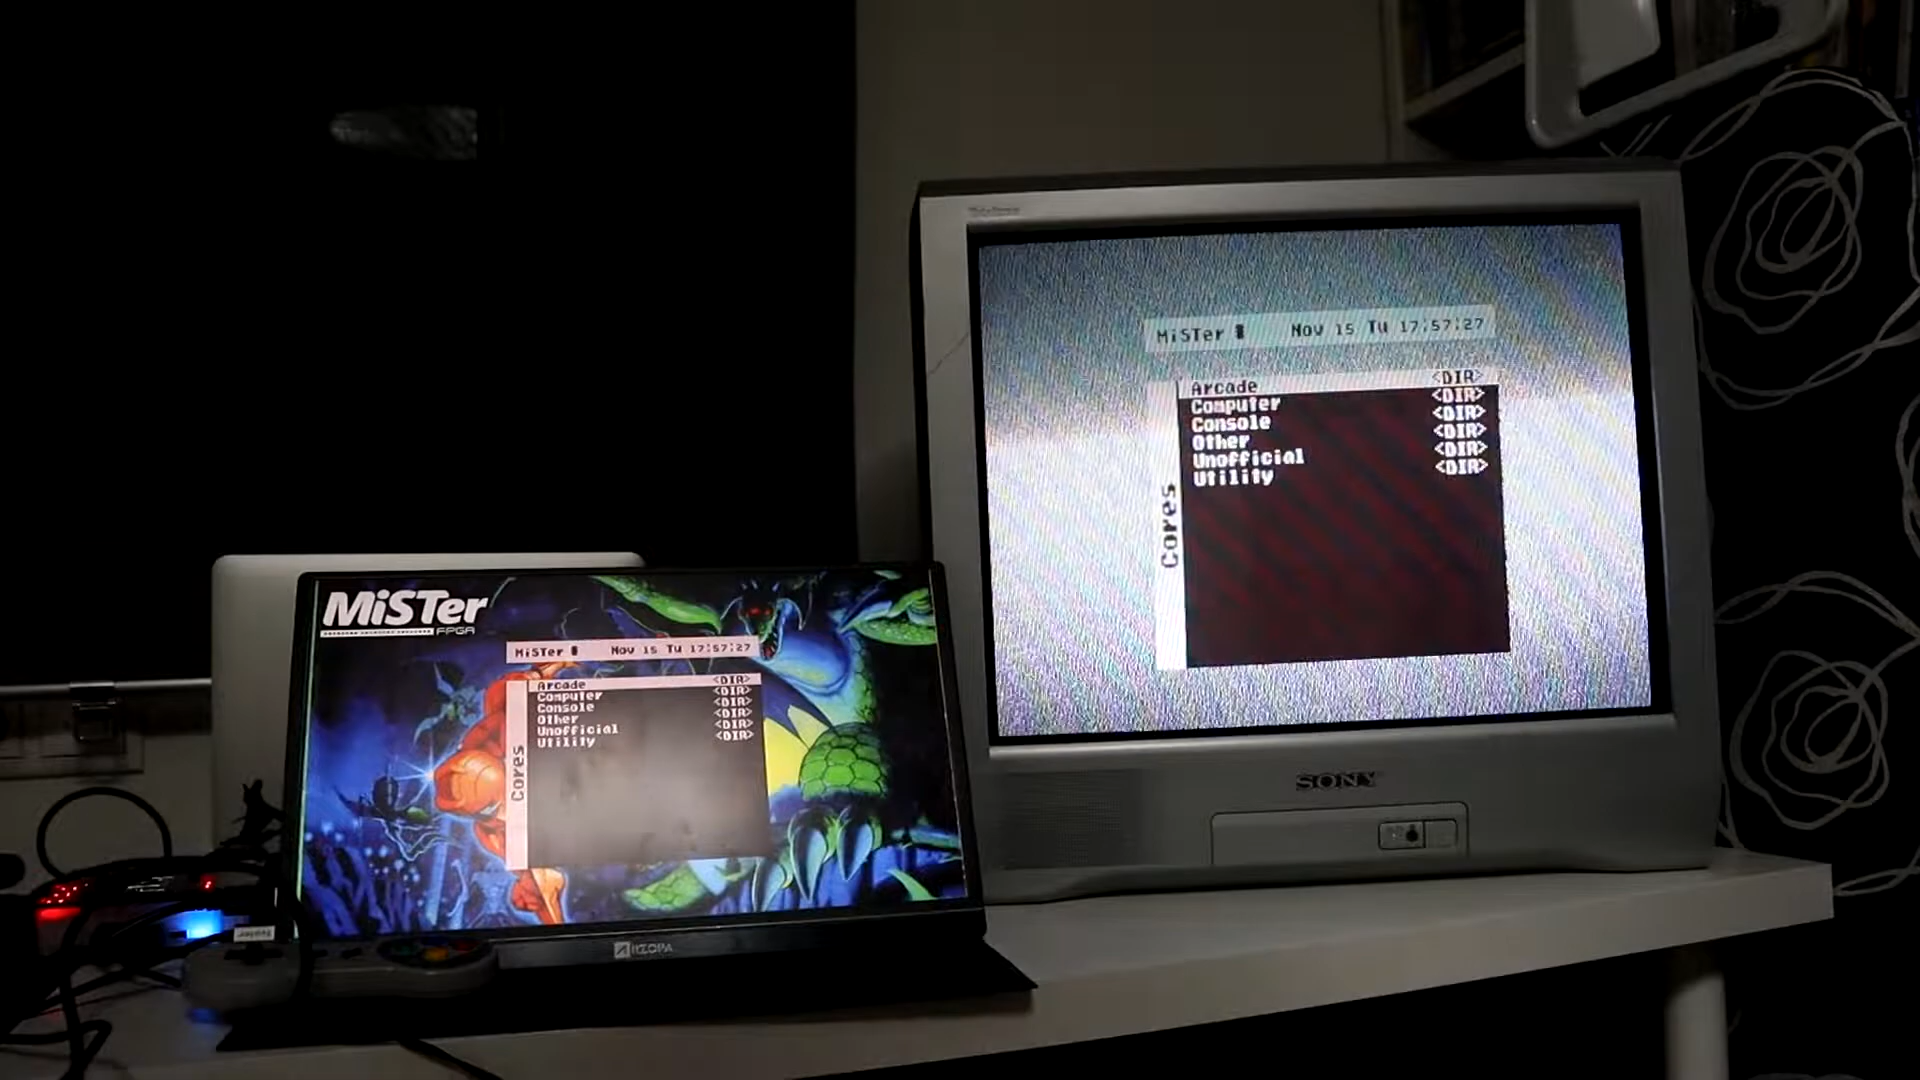 MiSTer
FPGA
MiSTer Nov 15 Tu 17:57:27
Arcade <DIR>
Computer <DIR>
Console <DIR>
Other <DIR>
Unofficial <DIR>
Utility <DIR>
Cores
ARZOPA
MiSTer Nov 15 Tu 17:57:27
Arcade <DIR>
Computer <DIR>
Console <DIR>
Other <DIR>
Unofficial <DIR>
Utility <DIR>
Cores
SONY